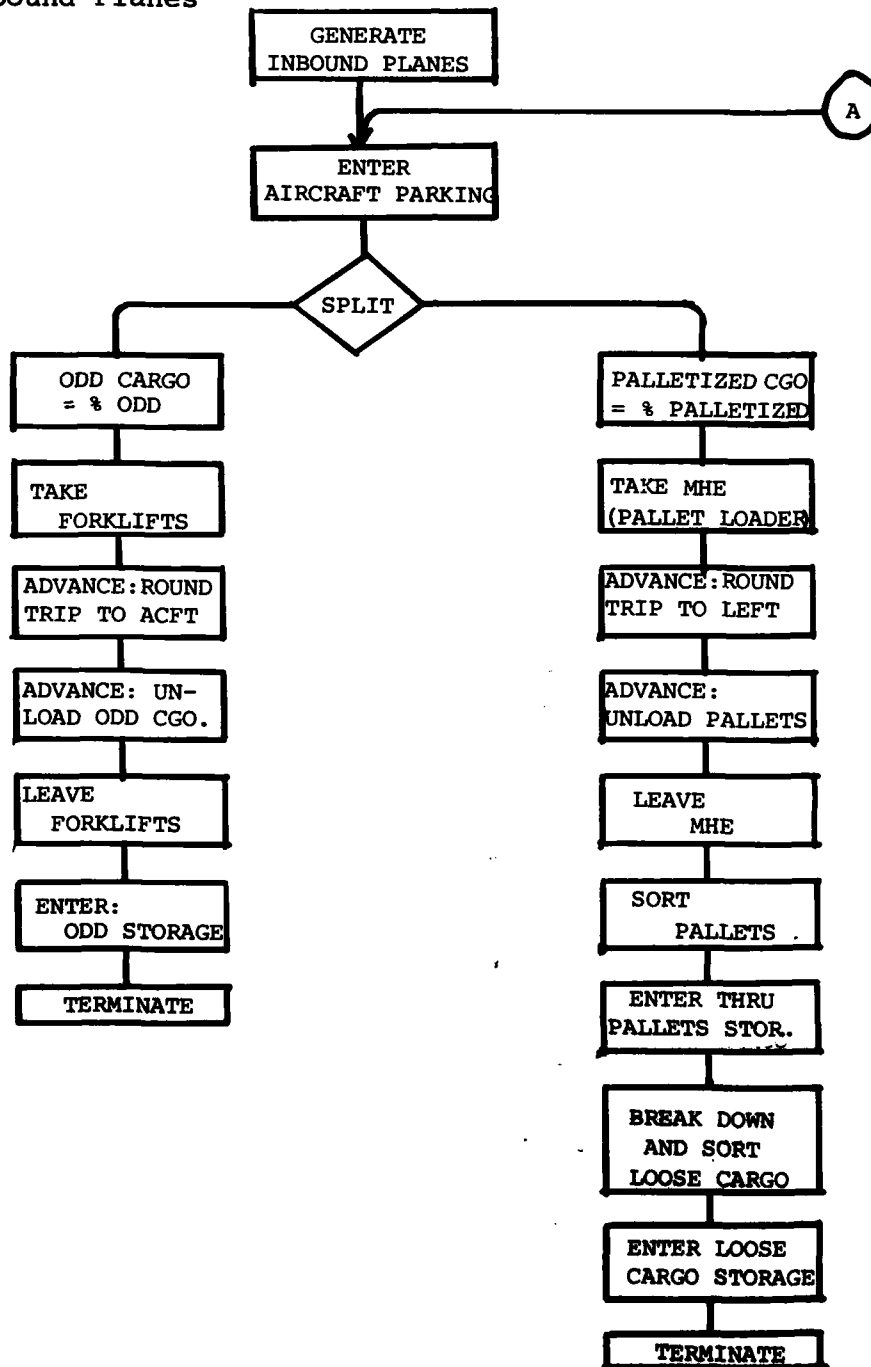 Planes
GENERATE
INBOUND PLANES
A
ENTER
AIRCRAFT PARKING
SPLIT
ODD CARGO
= % ODD
TAKE
FORKLIFTS
ADVANCE:ROUND
TRIP TO ACFT
ADVANCE: UN-
LOAD ODD CGO.
LEAVE
FORKLIFTS
ENTER:
ODD STORAGE
TERMINATE
PALLETIZED CGO
= % PALLETIZED
TAKE MHE
(PALLET LOADER)
ADVANCE:ROUND
TRIP TO LEFT
ADVANCE:
UNLOAD PALLETS
LEAVE
MHE
SORT
PALLETS
ENTER THRU
PALLETS STOR.
BREAK DOWN
AND SORT
LOOSE CARGO
ENTER LOOSE
CARGO STORAGE
TERMINATE